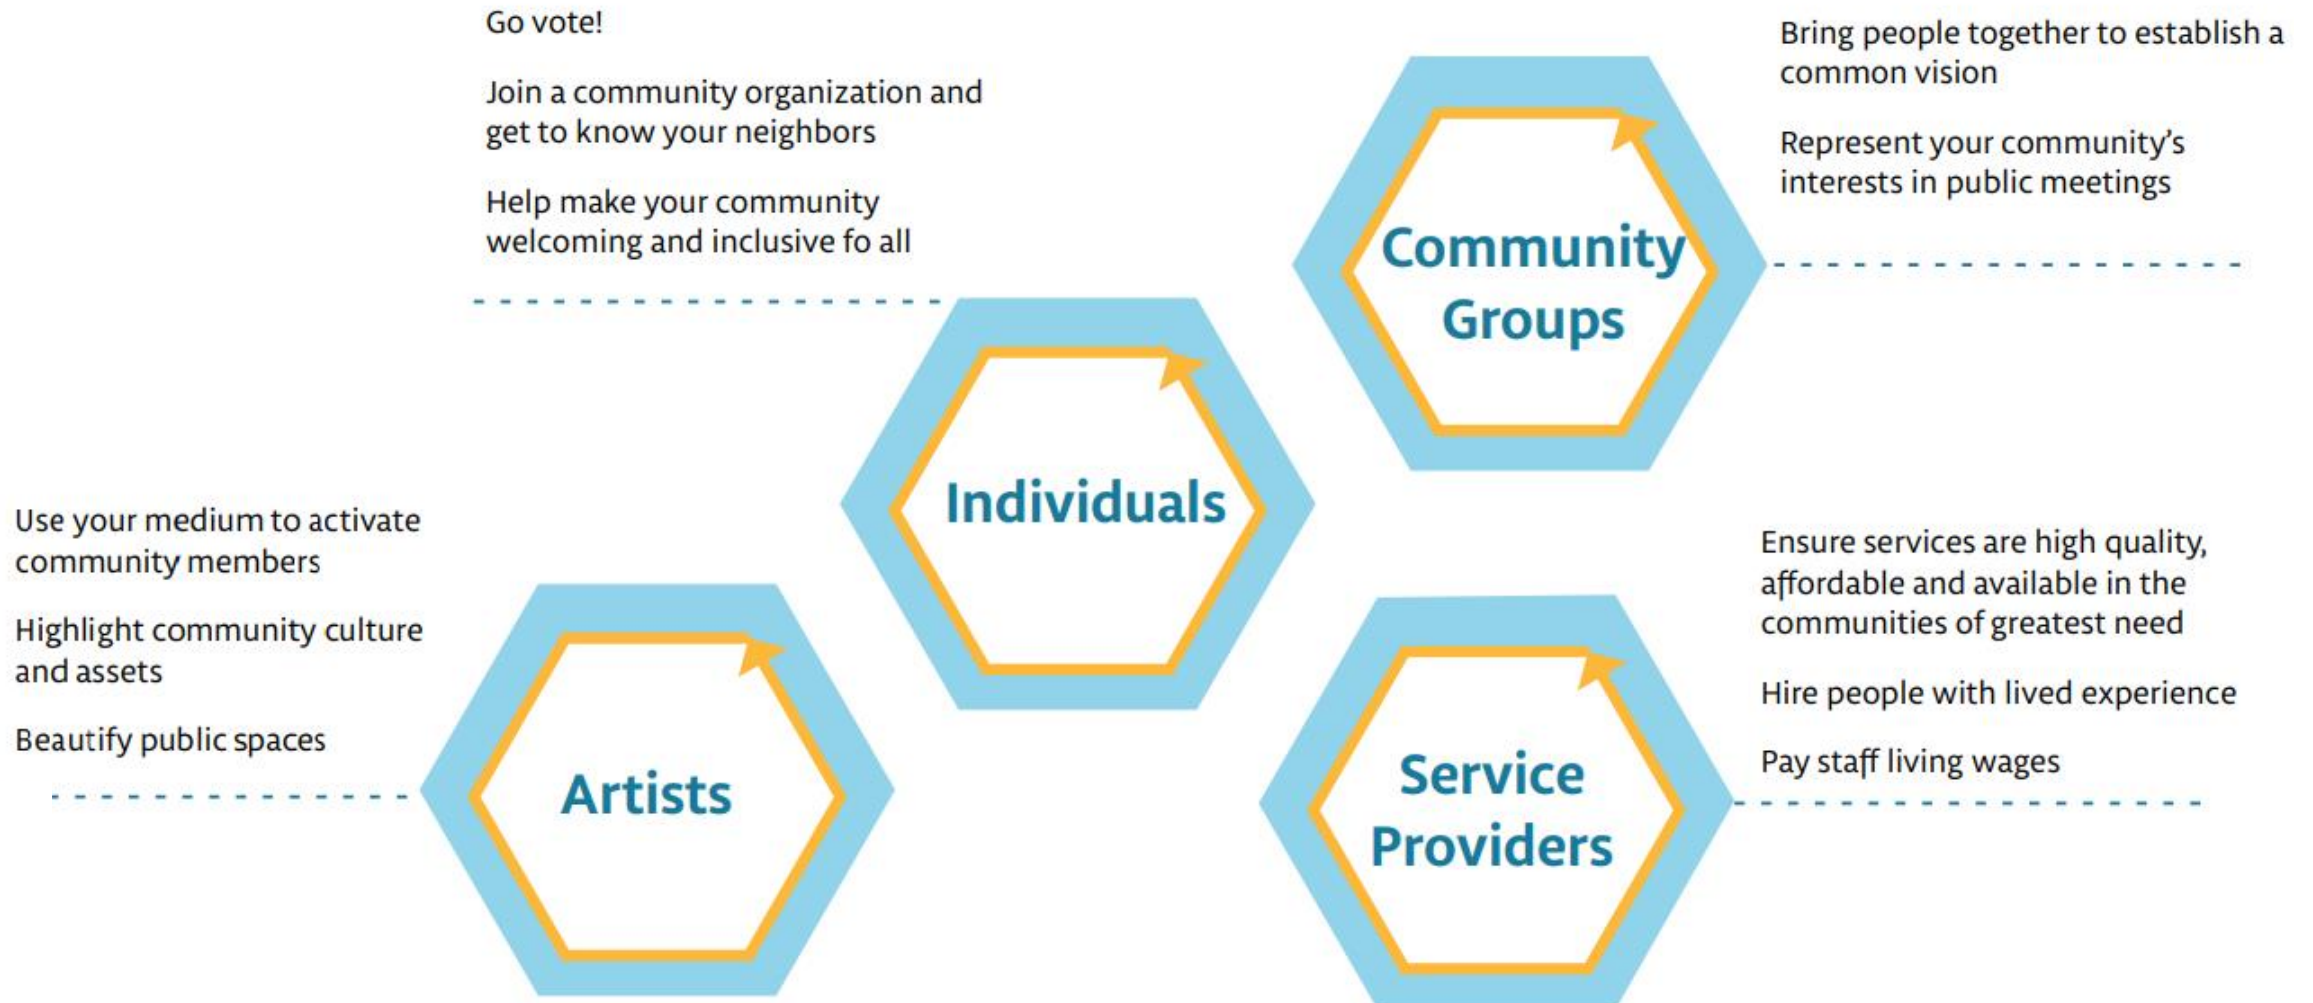 Go vote!
Join a community organization and
get to know your neighbors
Help make your community
welcoming and inclusive fo all
Individuals
Bring people together to establish a
common vision
Represent your community’s
interests in public meetings
Community
Groups
Use your medium to activate
community members
Highlight community culture
and assets
Beautify public spaces
Artists
Ensure services are high quality,
affordable and available in the
communities of greatest need
Hire people with lived experience
Pay staff living wages
Service
Providers